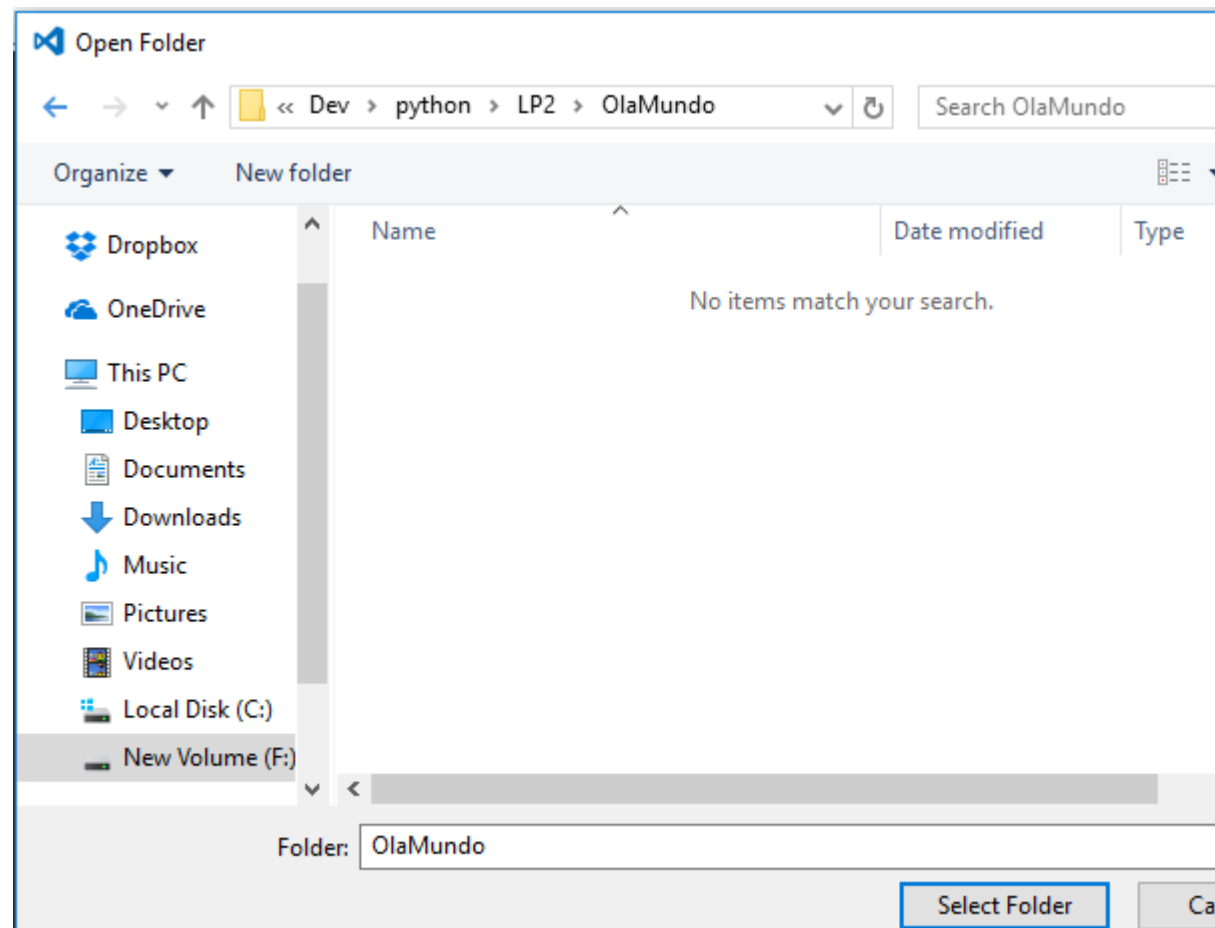 Open Folder
« Dev > python > LP2 > OlaMundo
Search OlaMundo
Organize
New folder
Name
Date modified
Type
No items match your search.
Dropbox
OneDrive
This PC
Desktop
Documents
Downloads
Music
Pictures
Videos
Local Disk (C:)
New Volume (F:)
Folder: OlaMundo
Select Folder
Ca